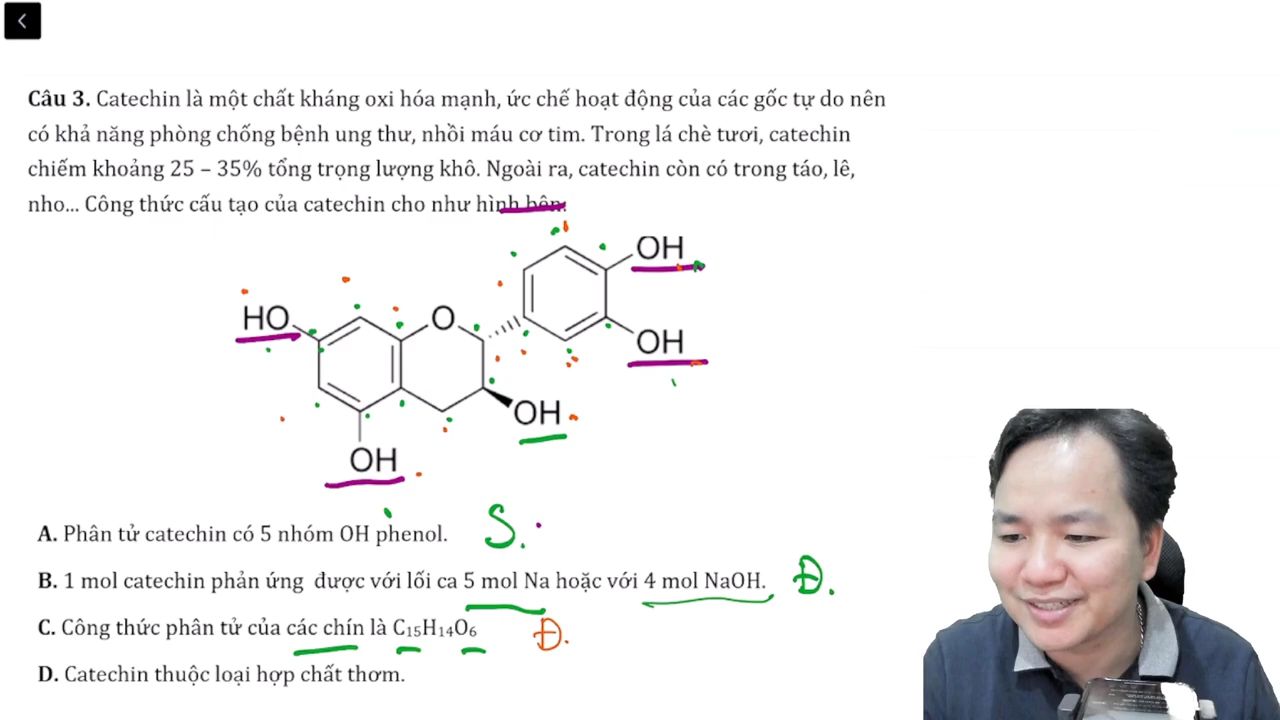 Câu 3. Catechin là một chất kháng oxi hóa mạnh, ức chế hoạt động của các gốc tự do nên
có khả năng phòng chống bệnh ung thư, nhồi máu cơ tim. Trong lá chè tươi, catechin
chiếm khoảng 25 – 35% tổng trọng lượng khô. Ngoài ra, catechin còn có trong táo, lê,
nho... Công thức cấu tạo của catechin cho như hình bên.
OH
HO
O
OH
OH
OH
A. Phân tử catechin có 5 nhóm OH phenol. S.
B. 1 mol catechin phản ứng được với lối ca 5 mol Na hoặc với 4 mol NaOH. Đ.
C. Công thức phân tử của các chín là C₁₅H₁₄O₆ Đ.
D. Catechin thuộc loại hợp chất thơm.